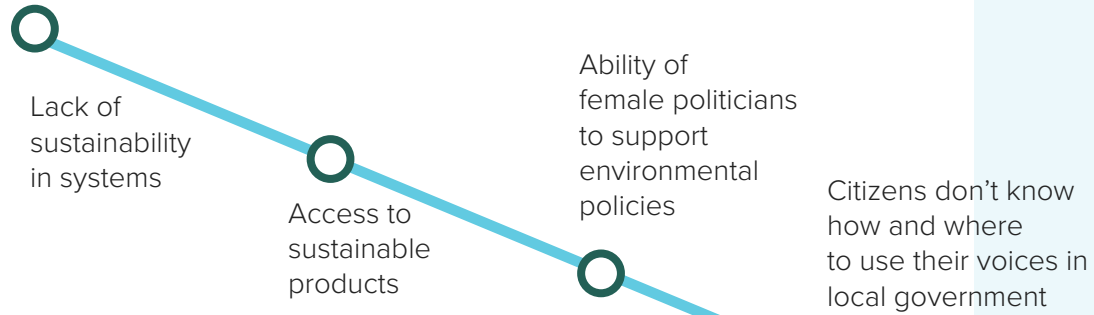 Lack of
sustainability
in systems
Access to
sustainable
products
Ability of
female politicians
to support
environmental
policies
Citizens don’t know
how and where
to use their voices in
local government